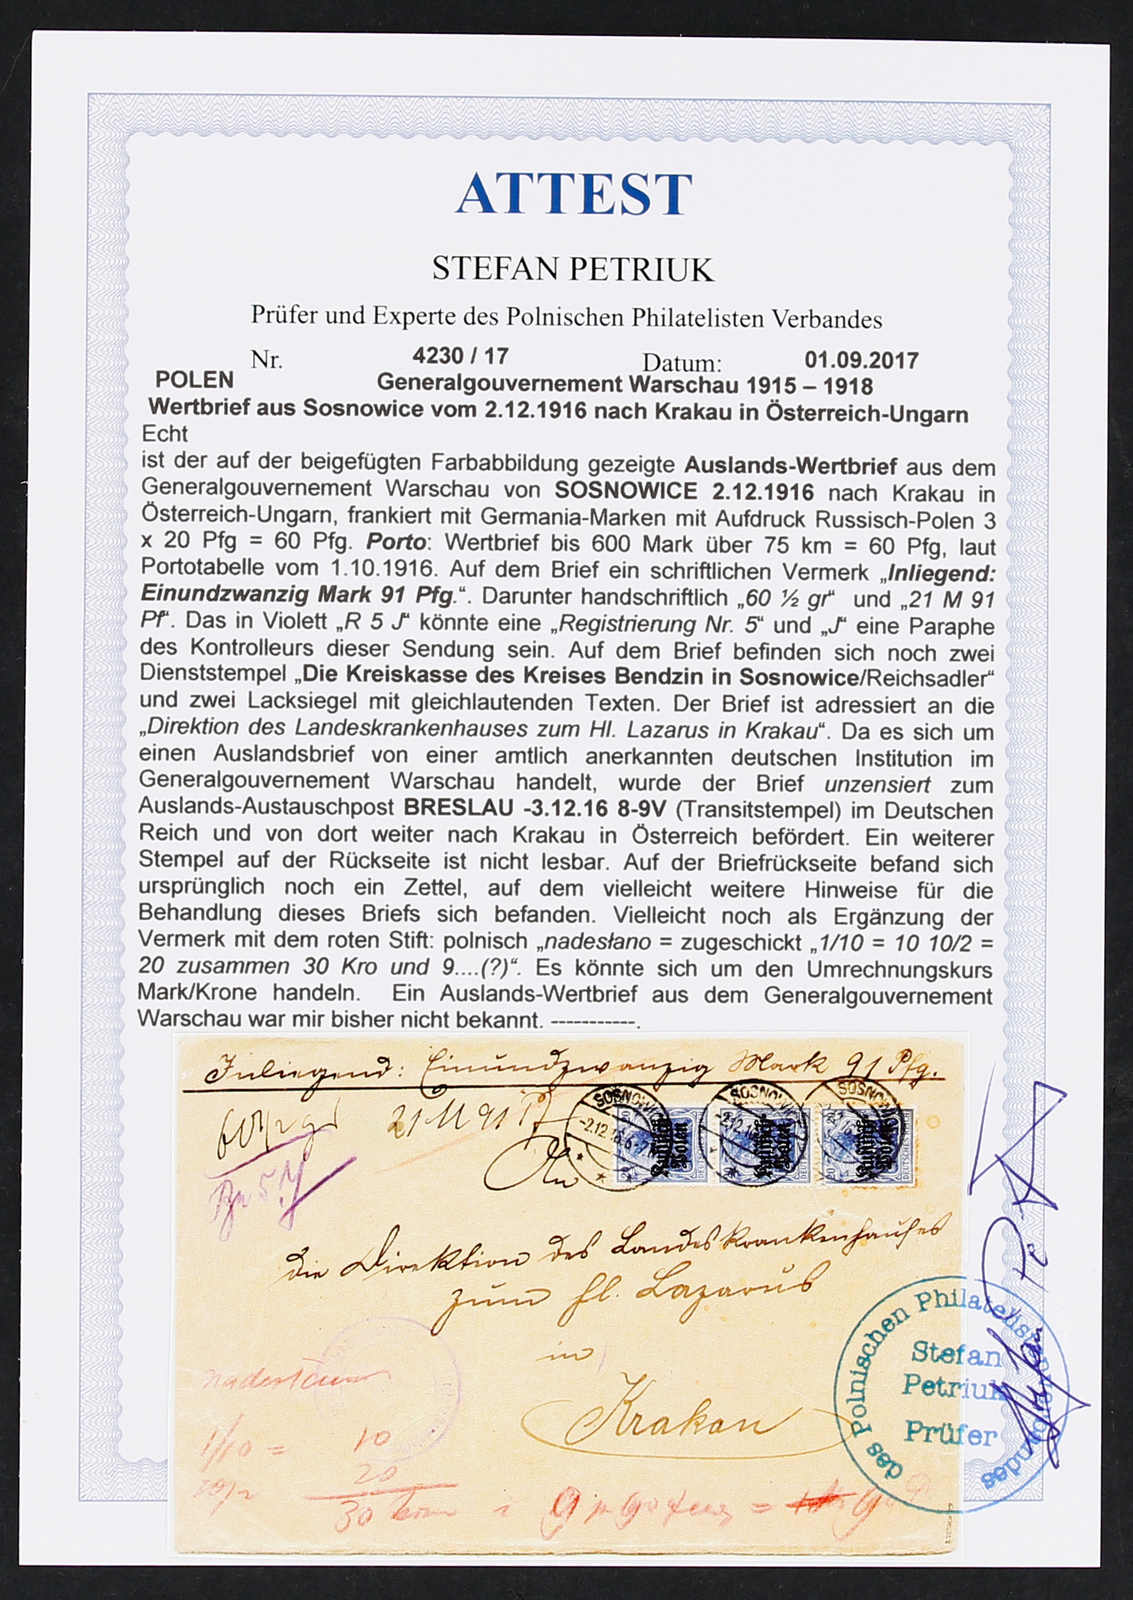 ATTEST
STEFAN PETRIUK
Prüfer und Experte des Polnischen Philatelisten Verbandes
Nr. 4230 / 17 Datum: 01.09.2017
POLEN Generalgouvernement Warschau 1915 – 1918
Wertbrief aus Sosnowice vom 2.12.1916 nach Krakau in Österreich-Ungarn
Echt
ist der auf der beigefügten Farbabbildung gezeigte Auslands-Wertbrief aus dem
Generalgouvernement Warschau von SOSNOWICE 2.12.1916 nach Krakau in
Österreich-Ungarn, frankiert mit Germania-Marken mit Aufdruck Russisch-Polen 3
x 20 Pfg = 60 Pfg. Porto: Wertbrief bis 600 Mark über 75 km = 60 Pfg, laut
Portotabelle vom 1.10.1916. Auf dem Brief ein schriftlichen Vermerk „Inliegend:
Einundzwanzig Mark 91 Pfg.“. Darunter handschriftlich „60 ½ gr“ und „21 M 91
Pf“. Das in Violett „R 5 J“ könnte eine „Registrierung Nr. 5“ und „J“ eine Paraphe
des Kontrolleurs dieser Sendung sein. Auf dem Brief befinden sich noch zwei
Dienststempel „Die Kreiskasse des Kreises Bendzin in Sosnowice/Reichsadler“
und zwei Lacksiegel mit gleichlautenden Texten. Der Brief ist adressiert an die
„Direktion des Landeskrankenhauses zum Hl. Lazarus in Krakau“. Da es sich um
einen Auslandsbrief von einer amtlich anerkannten deutschen Institution im
Generalgouvernement Warschau handelt, wurde der Brief unzensiert zum
Auslands-Austauschpost BRESLAU -3.12.16 8-9V (Transitstempel) im Deutschen
Reich und von dort weiter nach Krakau in Österreich befördert. Ein weiterer
Stempel auf der Rückseite ist nicht lesbar. Auf der Briefrückseite befand sich
ursprünglich noch ein Zettel, auf dem vielleicht weitere Hinweise für die
Behandlung dieses Briefs sich befanden. Vielleicht noch als Ergänzung der
Vermerk mit dem roten Stift: polnisch „nadesłano = zugeschickt „1/10 = 10 10/2 =
20 zusammen 30 Kro und 9....(?)“. Es könnte sich um den Umrechnungskurs
Mark/Krone handeln. Ein Auslands-Wertbrief aus dem Generalgouvernement
Warschau war mir bisher nicht bekannt. -----------.
Inliegend: Einundzwanzig Mark 91 Pfg.
60 ½ gr 21 M 91 Pf
SOSNOWICE SOSNOWICE SOSNOWICE
An
die Direktion des Landeskrankenhauses
zum hl. Lazarus
in
Krakau
nadesłano
1/10 = 10
10/2 20
30
des Polnischen Philatelisten Verbandes
Stefan
Petriuk
Prüfer